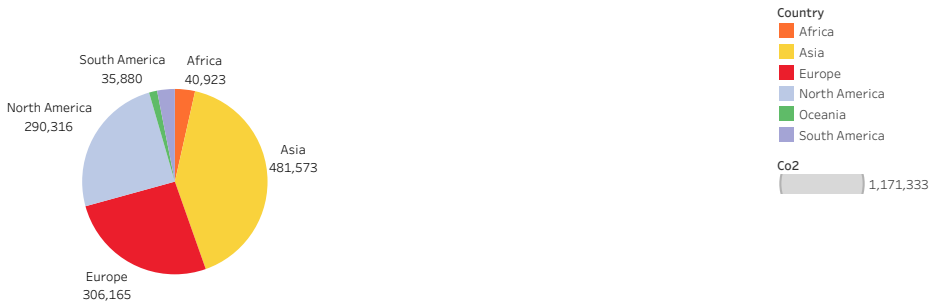 South America
35,880
Africa
40,923
North America
290,316
Asia
481,573
Europe
306,165
Country
Africa
Asia
Europe
North America
Oceania
South America
Co2
1,171,333